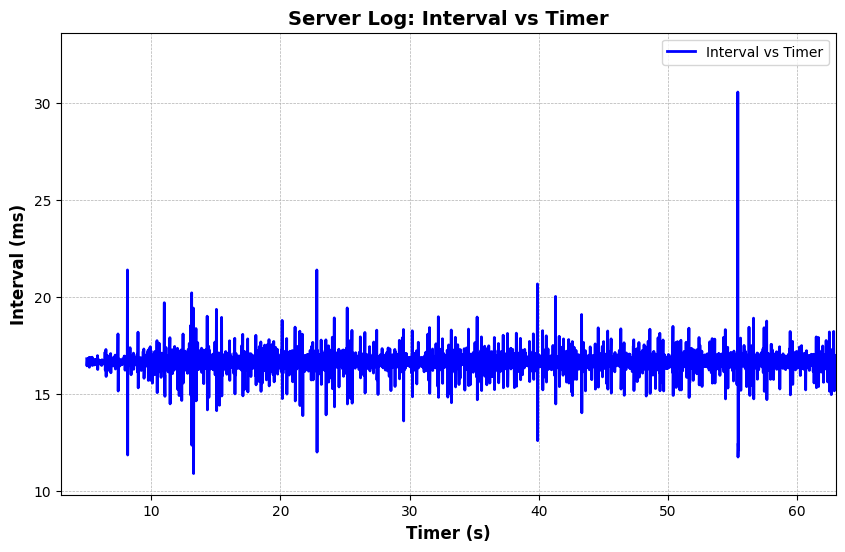 Server Log: Interval vs Timer
Interval vs Timer
30
25
20
15
10
Interval (ms)
10 20 30 40 50 60
Timer (s)